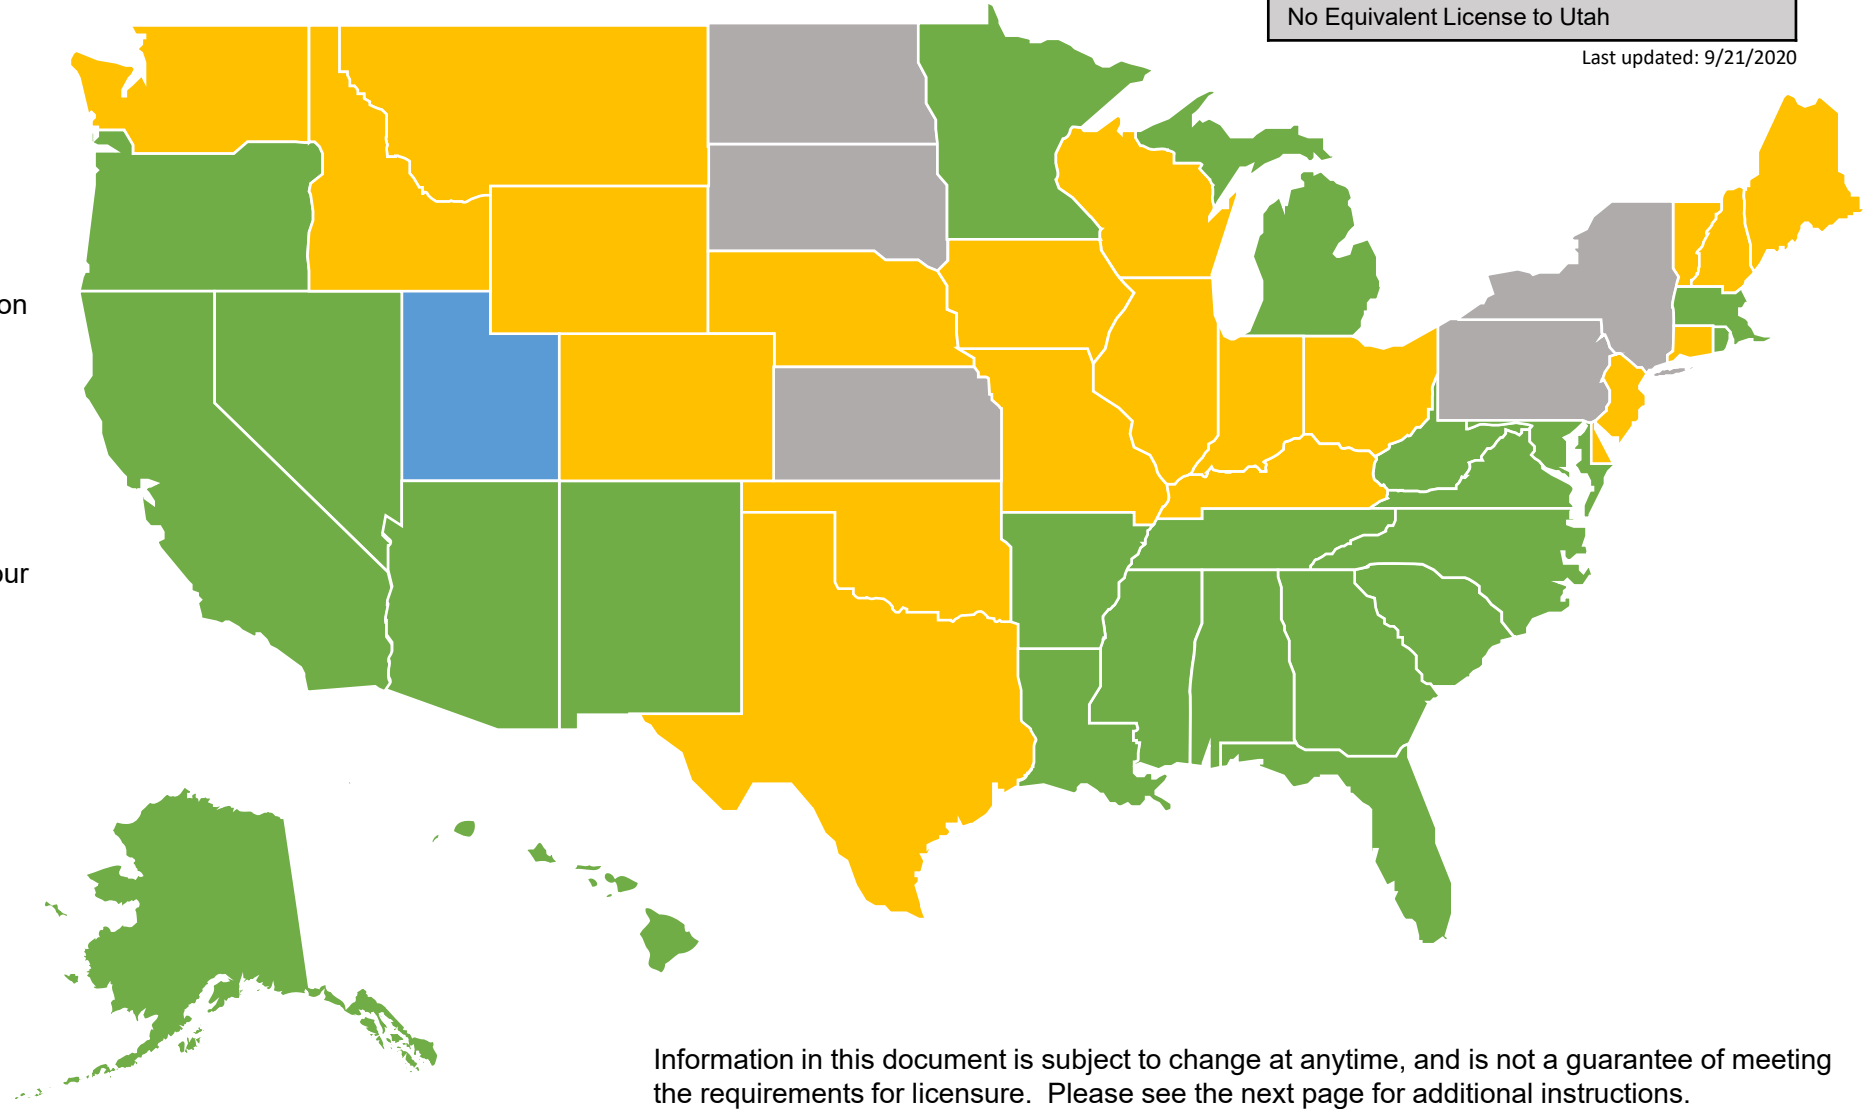 No Equivalent License to Utah
Last updated: 9/21/2020
on
our
Information in this document is subject to change at anytime, and is not a guarantee of meeting
the requirements for licensure.  Please see the next page for additional instructions.